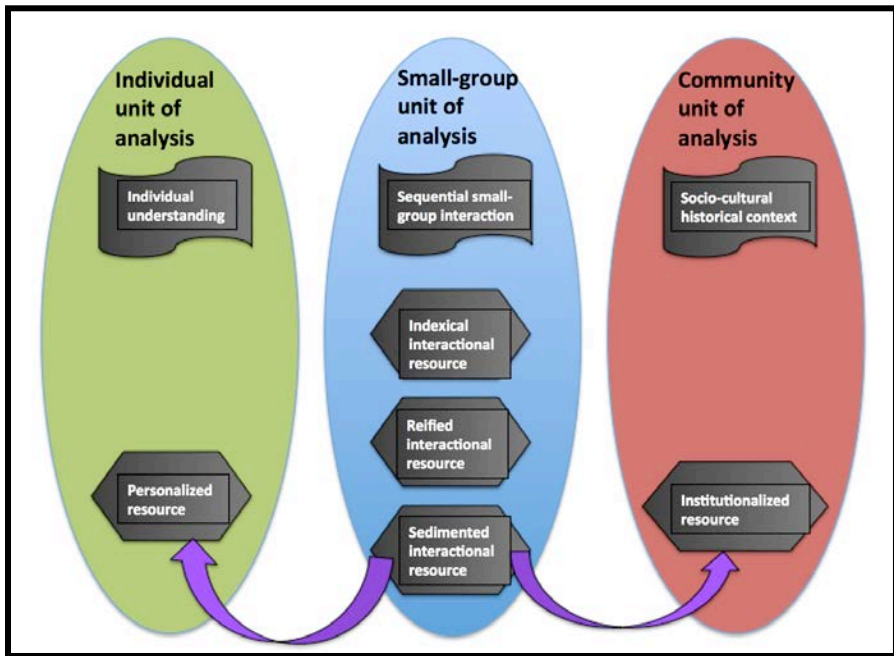 Individual
unit of
analysis
Individual
understanding
Personalized
resource
Small-group
unit of
analysis
Sequential small-
group interaction
Indexical
interactional
resource
Reified
interactional
resource
Sedimented
interactional
resource
Community
unit of
analysis
Socio-cultural
historical context
Institutionalized
resource